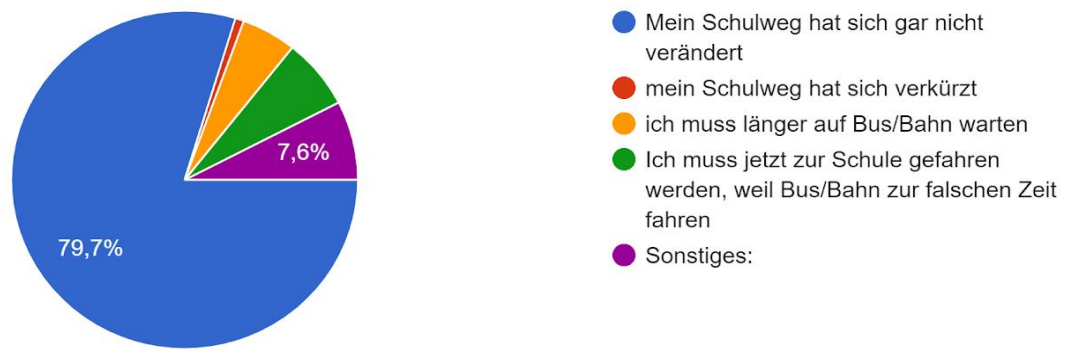 Mein Schulweg hat sich gar nicht
verändert
mein Schulweg hat sich verkürzt
ich muss länger auf Bus/Bahn warten
Ich muss jetzt zur Schule gefahren
werden, weil Bus/Bahn zur falschen Zeit
fahren
Sonstiges:
7,6%
79,7%